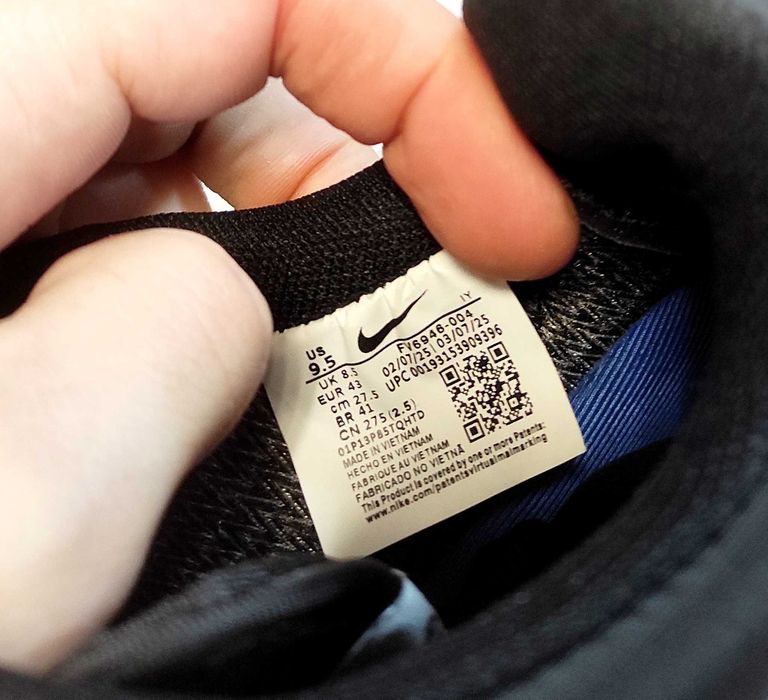 IY
US
9.5
FV6948-004
02/07/25 03/07/25
UPC 00193153909396
UK 8.5
EUR 43
cm 27.5
BR 41
CN 275 (2.5)
01P13P85TQHTD
MADE IN VIETNAM
HECHO EN VIETNAM
FABRIQUE AU VIETNAM
FABRICADO NO VIETNÃ
This Product is covered by one or more Patents:
www.nike.com/patentsvirtualmalmarking